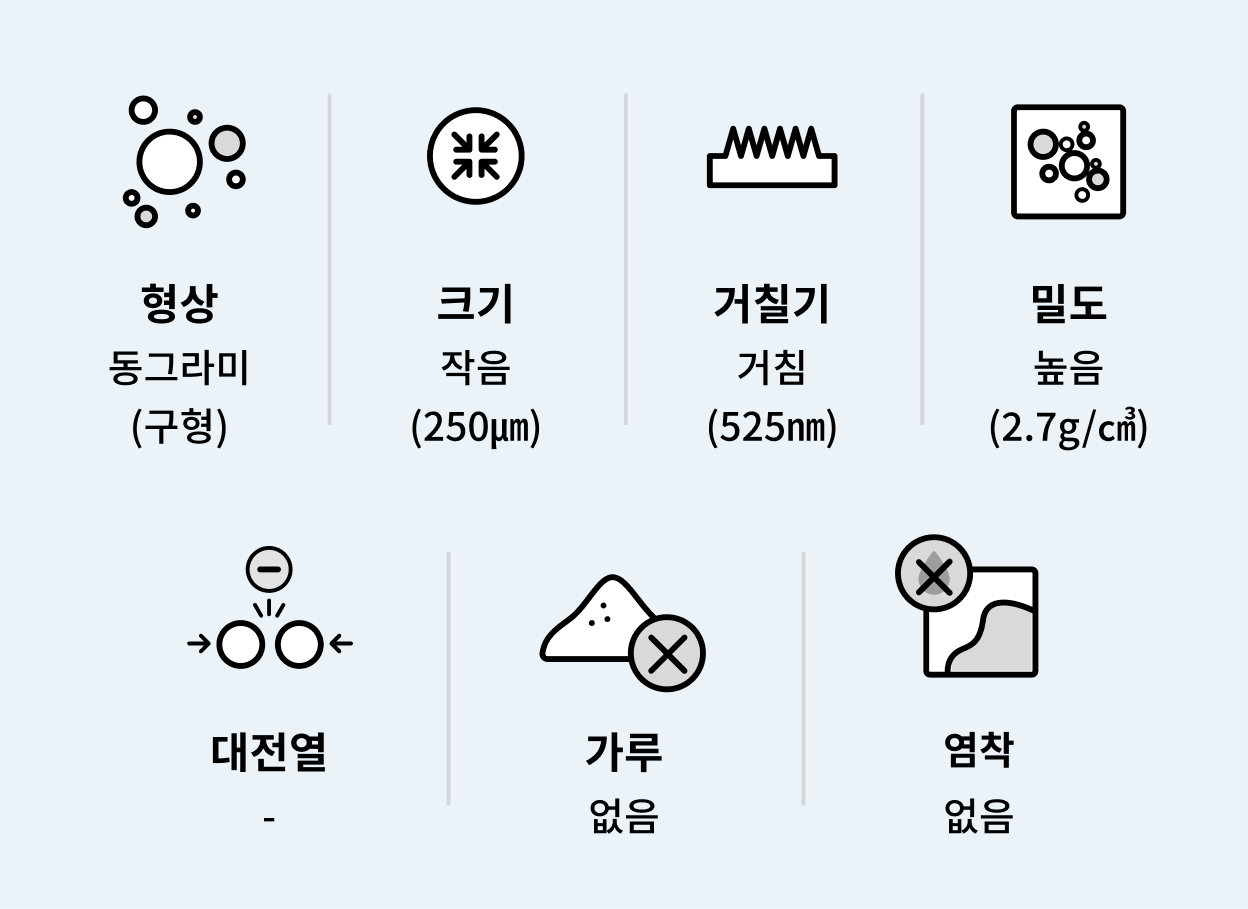 형상
동그라미
(구형)
크기
작음
(250μm)
거칠기
거침
(525nm)
밀도
높음
(2.7g/cm³)
대전열
-
가루
없음
염착
없음